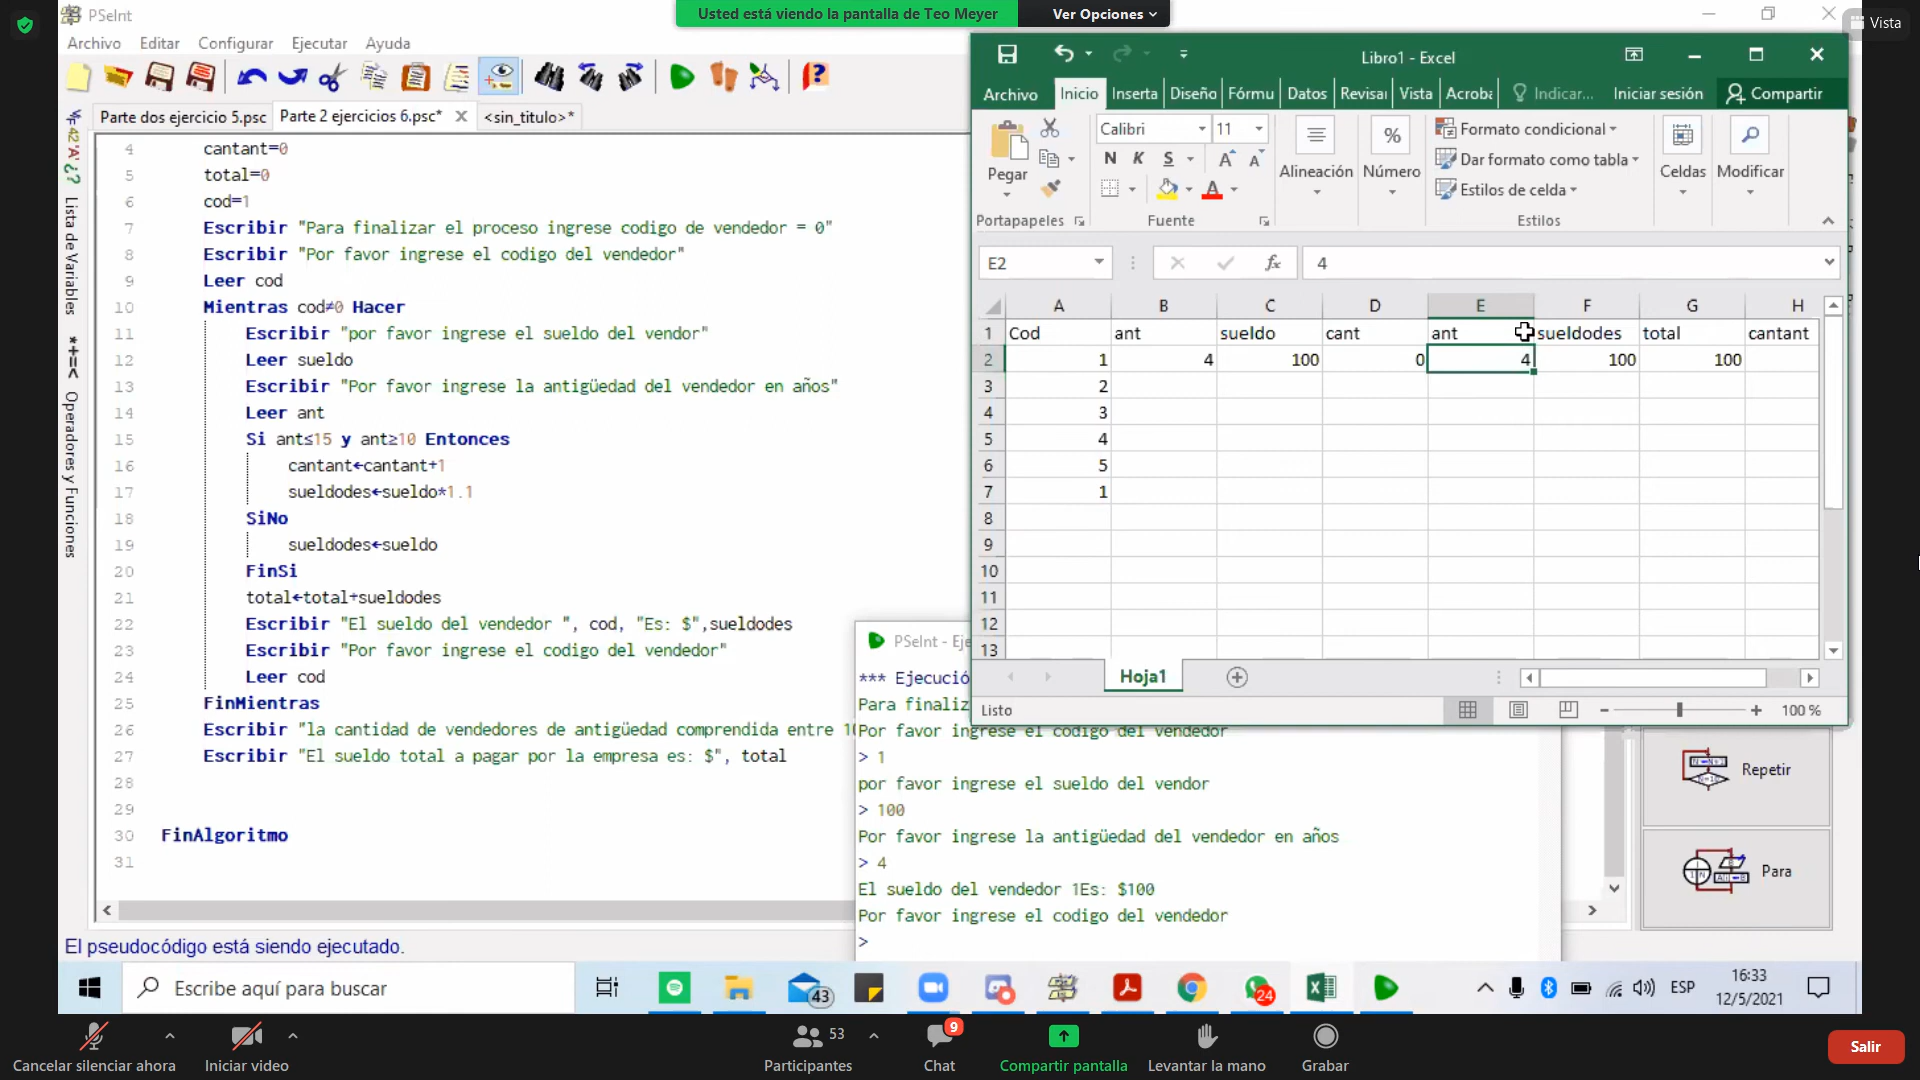 PSeInt
Usted está viendo la pantalla de Teo Meyer
Ver Opciones
Vista
Archivo Editar Configurar Ejecutar Ayuda
Parte dos ejercicio 5.psc Parte 2 ejercicios 6.psc* <sin_titulo>*
Lista de Variables
*+=< Operadores y Funciones
4 cantant=0
5 total=0
6 cod=1
7 Escribir "Para finalizar el proceso ingrese codigo de vendedor = 0"
8 Escribir "Por favor ingrese el codigo del vendedor"
9 Leer cod
10 Mientras cod≠0 Hacer
11 Escribir "por favor ingrese el sueldo del vendor"
12 Leer sueldo
13 Escribir "Por favor ingrese la antigüedad del vendedor en años"
14 Leer ant
15 Si ant≤15 y ant≥10 Entonces
16 cantant←cantant+1
17 sueldodes←sueldo*1.1
18 SiNo
19 sueldodes←sueldo
20 FinSi
21 total←total+sueldodes
22 Escribir "El sueldo del vendedor ", cod, "Es: $",sueldodes
23 Escribir "Por favor ingrese el codigo del vendedor"
24 Leer cod
25 FinMientras
26 Escribir "la cantidad de vendedores de antigüedad comprendida entre 10
27 Escribir "El sueldo total a pagar por la empresa es: $", total
28
29
30 FinAlgoritmo
31
El pseudocódigo está siendo ejecutado.
Libro1 - Excel
Archivo Inicio Inserta Diseño Fórmu Datos Revisar Vista Acroba Indicar... Iniciar sesión Compartir
Pegar
Calibri 11
N K S
A A
A
%
Alineación Número
Formato condicional
Dar formato como tabla
Estilos de celda
Celdas Modificar
Portapapeles Fuente Estilos
E2 fx 4
A B C D E F G H
1 Cod ant sueldo cant ant sueldodes total cantant
2 1 4 100 0 4 100 100
3 2
4 3
5 4
6 5
7 1
8
9
10
11
12
13
Hoja1
Listo 100 %
PSeInt - Eje
*** Ejecució
Para finaliz
Por favor ingrese el codigo del vendedor
> 1
por favor ingrese el sueldo del vendor
> 100
Por favor ingrese la antigüedad del vendedor en años
> 4
El sueldo del vendedor 1Es: $100
Por favor ingrese el codigo del vendedor
>
Repetir
Para
Escribe aquí para buscar
43
24
ESP
16:33
12/5/2021
Cancelar silenciar ahora
Iniciar video
Participantes
53
Chat
9
Compartir pantalla
Levantar la mano
Grabar
Salir